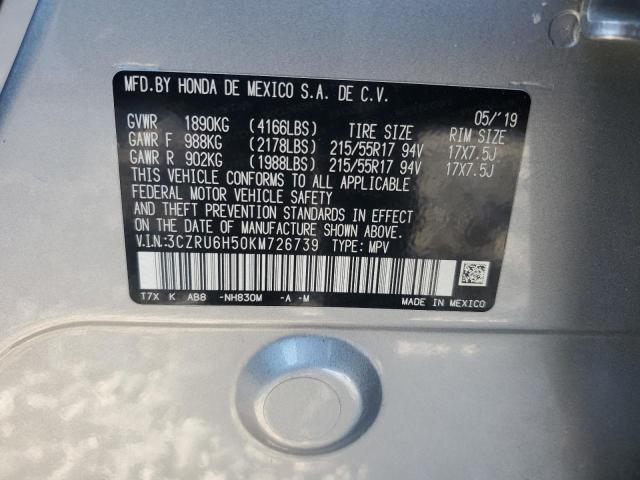 MFD.BY HONDA DE MEXICO S.A. DE C.V.
05/'19
GVWR 1890KG (4166LBS) TIRE SIZE RIM SIZE
GAWR F 988KG (2178LBS) 215/55R17 94V 17X7.5J
GAWR R 902KG (1988LBS) 215/55R17 94V 17X7.5J
THIS VEHICLE CONFORMS TO ALL APPLICABLE
FEDERAL MOTOR VEHICLE SAFETY
AND THEFT PREVENTION STANDARDS IN EFFECT
ON THE DATE OF MANUFACTURE SHOWN ABOVE.
V.I.N.:3CZRU6H50KM726739 TYPE: MPV
T7X K AB8 -NH830M -A -M
MADE IN MEXICO